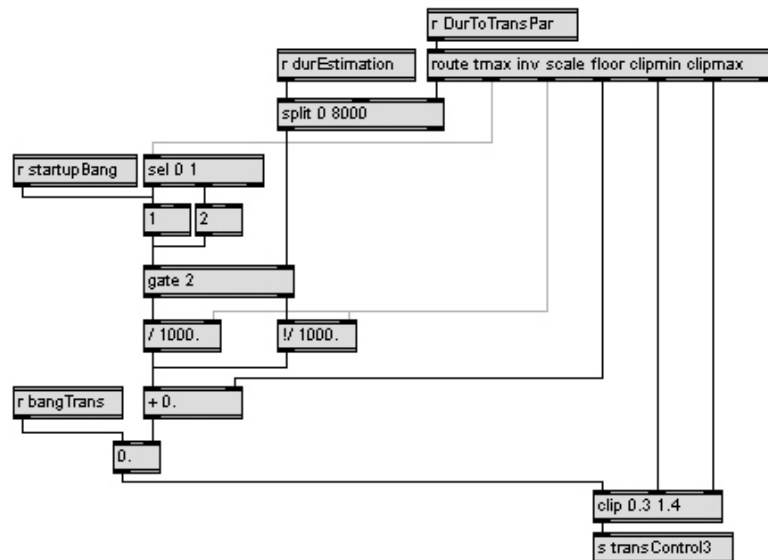 r DurToTransPar
r durEstimation
route tmax inv scale floor clipmin clipmax
split 0 8000
r startupBang
sel 0 1
1
2
gate 2
/ 1000.
!/ 1000.
r bangTrans
+ 0.
0.
clip 0.3 1.4
s transControl3